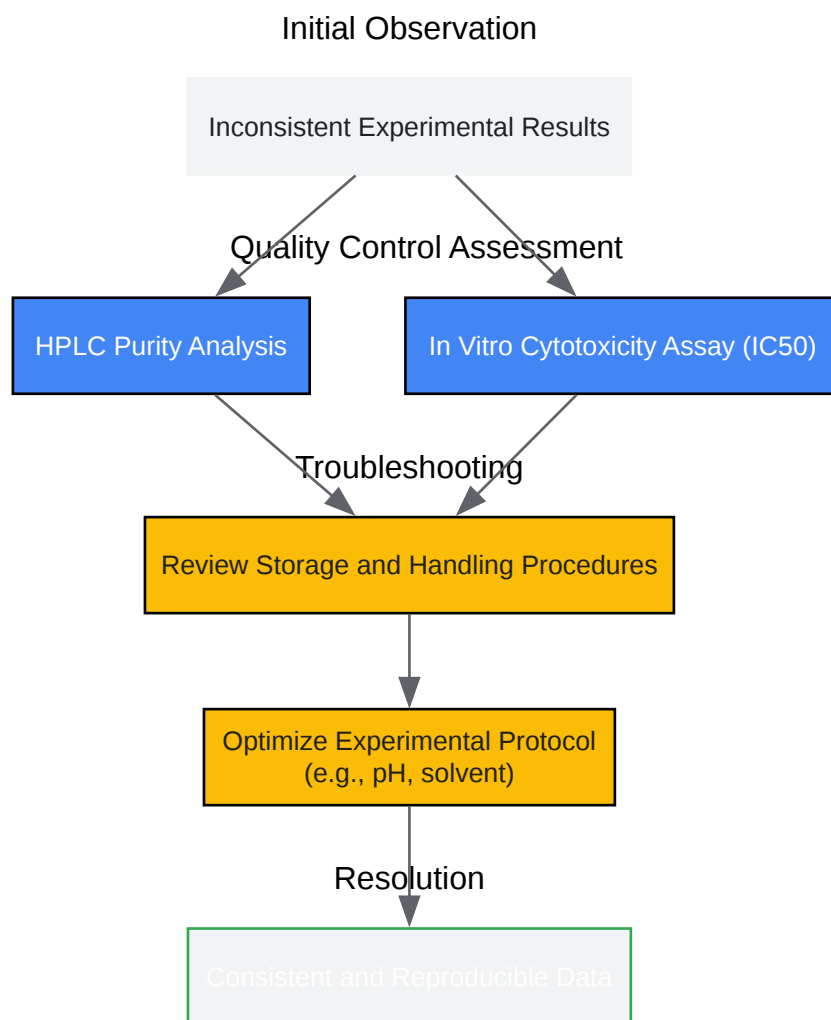 Initial Observation
Inconsistent Experimental Results
Quality Control Assessment
HPLC Purity Analysis
In Vitro Cytotoxicity Assay (IC50)
Troubleshooting
Review Storage and Handling Procedures
Optimize Experimental Protocol
(e.g., pH, solvent)
Resolution
Consistent and Reproducible Data